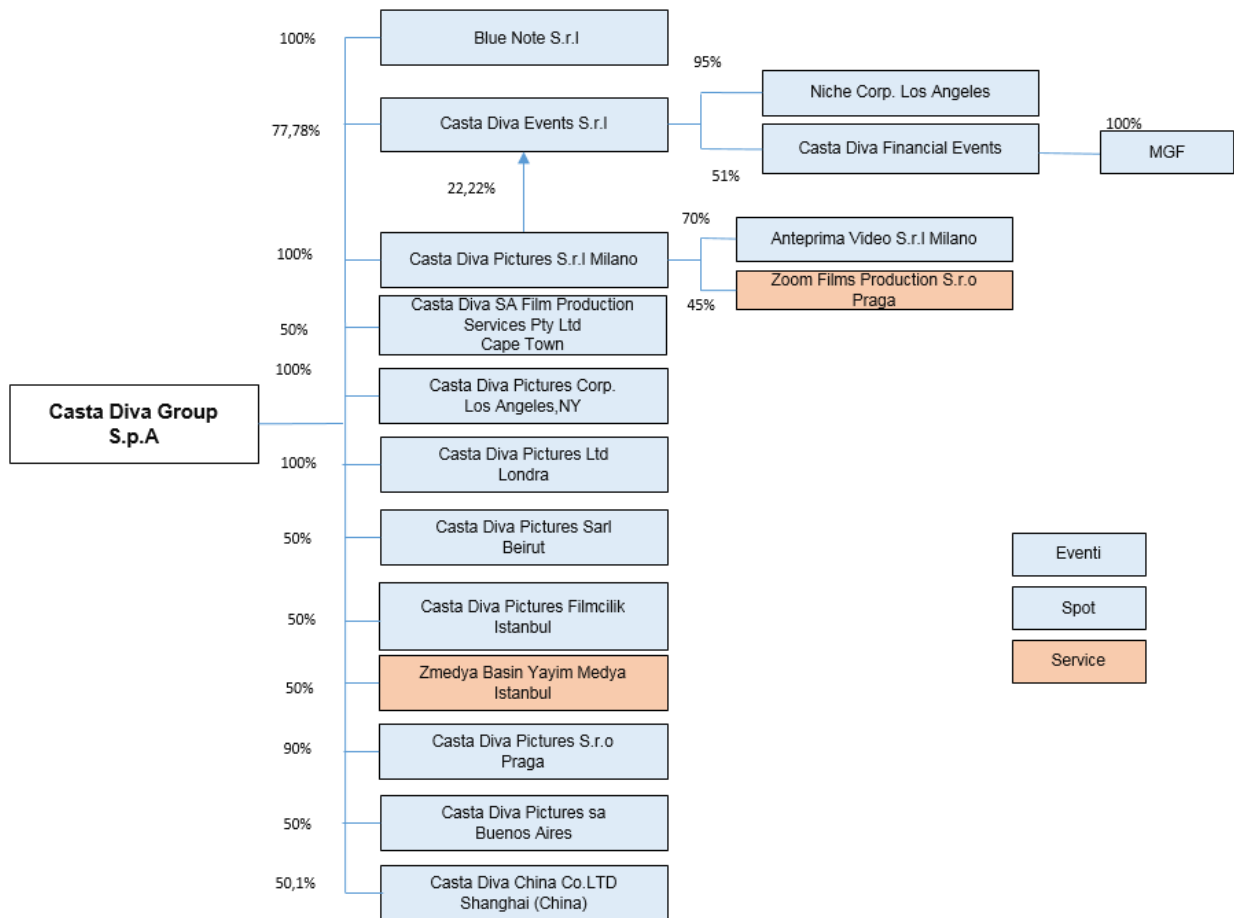 100%
Blue Note S.r.l
95%
Niche Corp. Los Angeles
77,78%
Casta Diva Events S.r.l
100%
Casta Diva Financial Events
MGF
51%
22,22%
70%
100%
Casta Diva Pictures S.r.l Milano
Anteprima Video S.r.l Milano
45%
Zoom Films Production S.r.o
Praga
50%
Casta Diva SA Film Production
Services Pty Ltd
Cape Town
100%
Casta Diva Pictures Corp.
Los Angeles,NY
Casta Diva Group
S.p.A
100%
Casta Diva Pictures Ltd
Londra
50%
Casta Diva Pictures Sarl
Beirut
Eventi
50%
Casta Diva Pictures Filmcilik
Istanbul
Spot
50%
Zmedya Basin Yayim Medya
Istanbul
Service
90%
Casta Diva Pictures S.r.o
Praga
50%
Casta Diva Pictures sa
Buenos Aires
50,1%
Casta Diva China Co.LTD
Shanghai (China)